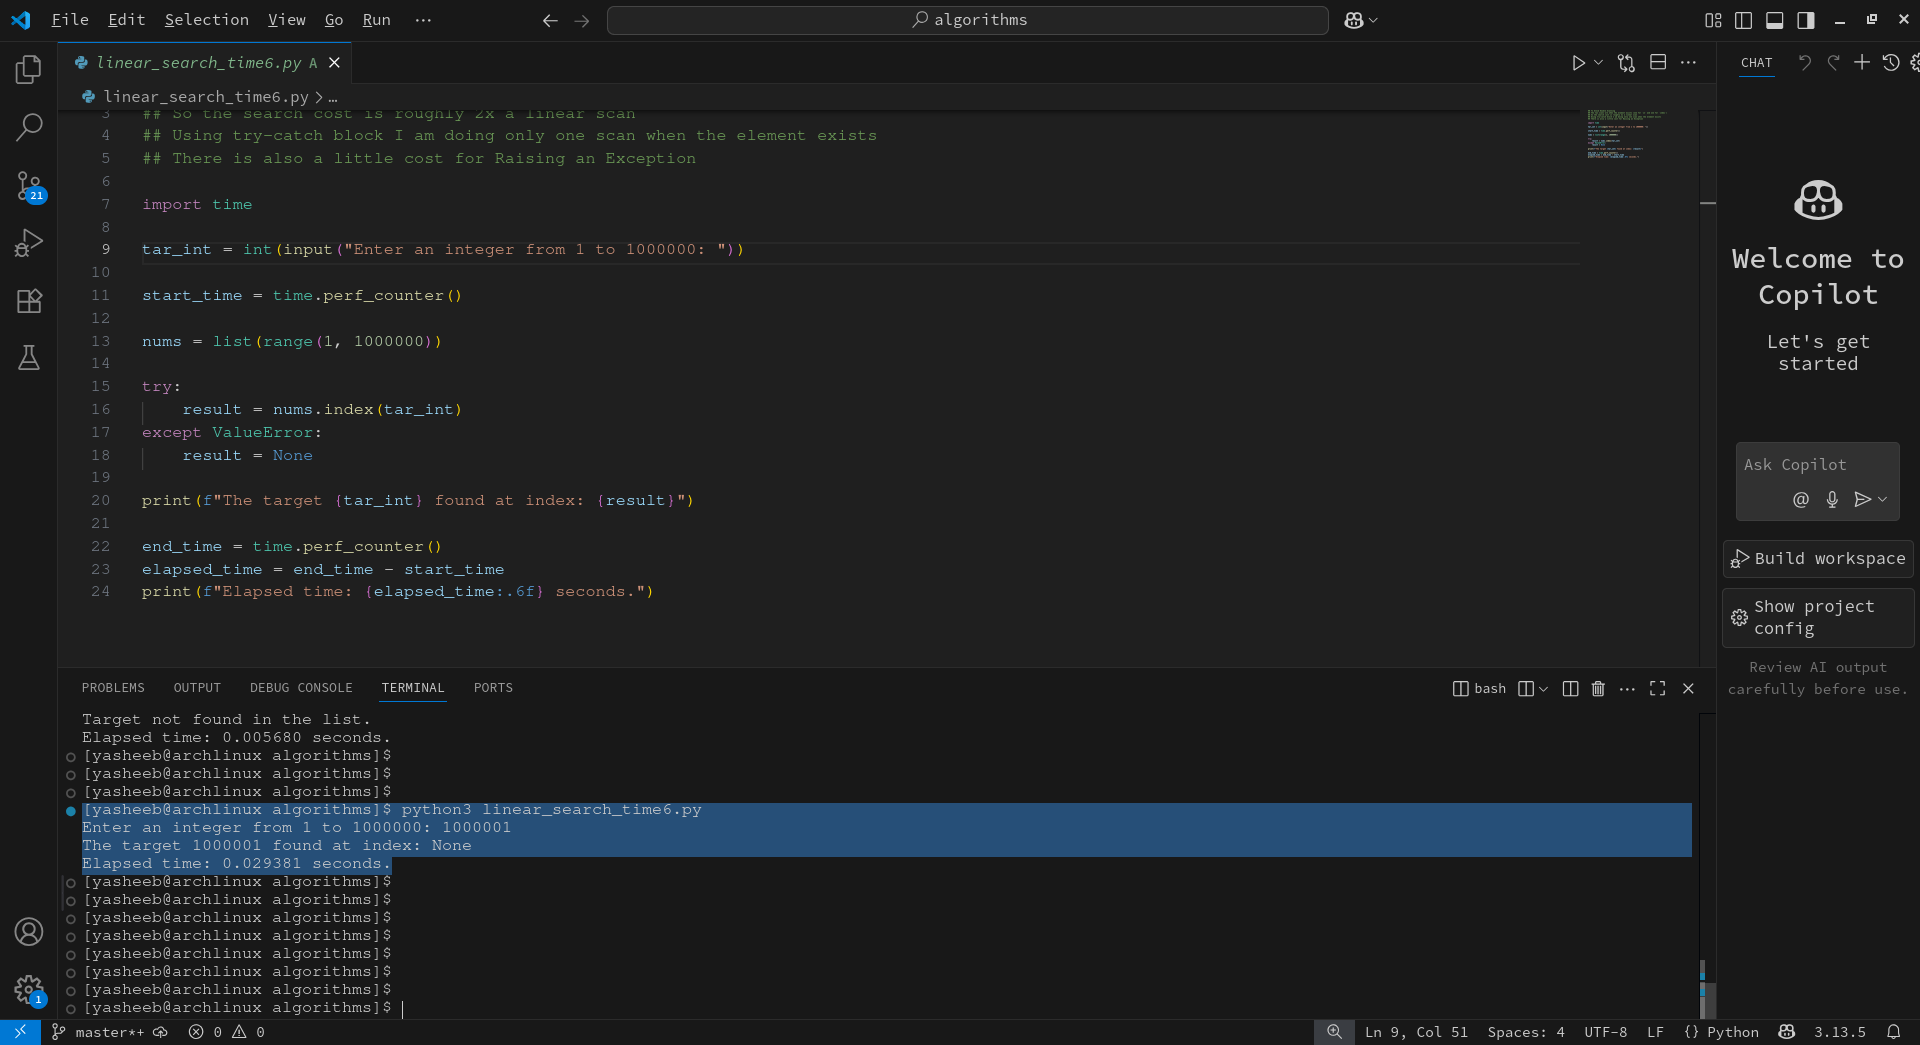 File Edit Selection View Go Run ··· algorithms
linear_search_time6.py A
CHAT
linear_search_time6.py > ...
3 ## So the search cost is roughly 2x a linear scan
4 ## Using try-catch block I am doing only one scan when the element exists
5 ## There is also a little cost for Raising an Exception
6
7 import time
8
9 tar_int = int(input("Enter an integer from 1 to 1000000: "))
10
11 start_time = time.perf_counter()
12
13 nums = list(range(1, 1000000))
14
15 try:
16     result = nums.index(tar_int)
17 except ValueError:
18     result = None
19
20 print(f"The target {tar_int} found at index: {result}")
21
22 end_time = time.perf_counter()
23 elapsed_time = end_time - start_time
24 print(f"Elapsed time: {elapsed_time:.6f} seconds.")
21
Welcome to
Copilot
Let's get
started
Ask Copilot
Build workspace
Show project
config
Review AI output
carefully before use.
PROBLEMS OUTPUT DEBUG CONSOLE TERMINAL PORTS bash
Target not found in the list.
Elapsed time: 0.005680 seconds.
[yasheeb@archlinux algorithms]$
[yasheeb@archlinux algorithms]$
[yasheeb@archlinux algorithms]$
[yasheeb@archlinux algorithms]$ python3 linear_search_time6.py
Enter an integer from 1 to 1000000: 1000001
The target 1000001 found at index: None
Elapsed time: 0.029381 seconds.
[yasheeb@archlinux algorithms]$
[yasheeb@archlinux algorithms]$
[yasheeb@archlinux algorithms]$
[yasheeb@archlinux algorithms]$
[yasheeb@archlinux algorithms]$
[yasheeb@archlinux algorithms]$
[yasheeb@archlinux algorithms]$
[yasheeb@archlinux algorithms]$
1
master*+ 0 0 Ln 9, Col 51 Spaces: 4 UTF-8 LF {} Python 3.13.5